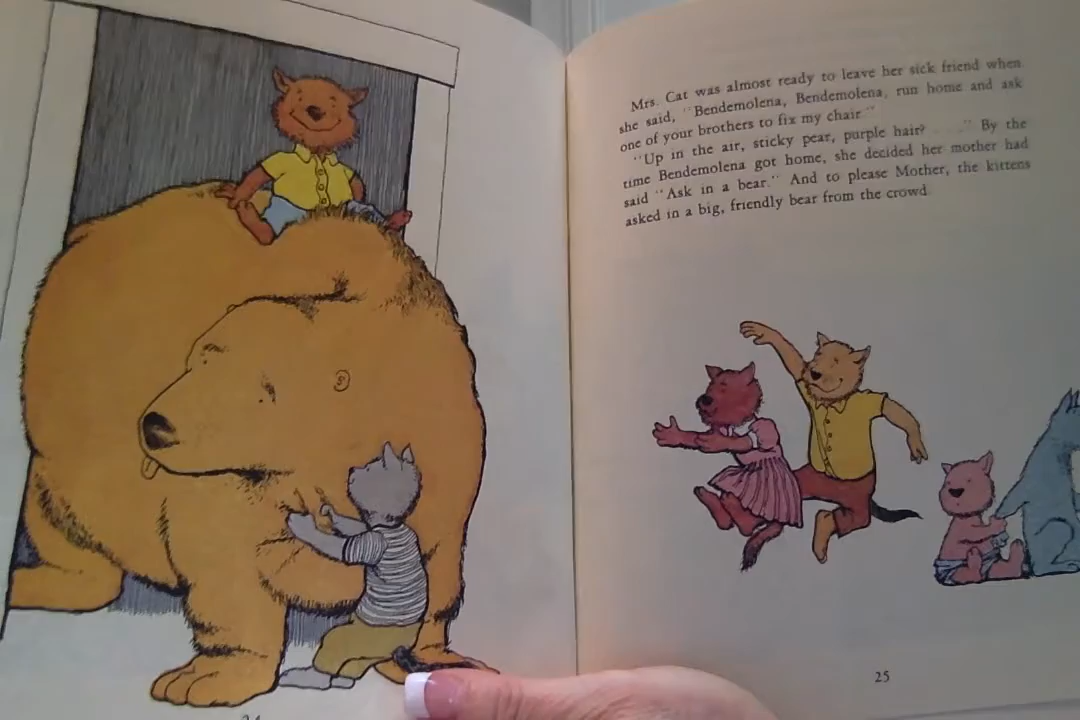 Mrs. Cat was almost ready to leave her sick friend when
she said, "Bendemolena, Bendemolena, run home and ask
one of your brothers to fix my chair."
"Up in the air, sticky pear, purple hair? . . ." By the
time Bendemolena got home, she decided her mother had
said "Ask in a bear." And to please Mother, the kittens
asked in a big, friendly bear from the crowd.
25